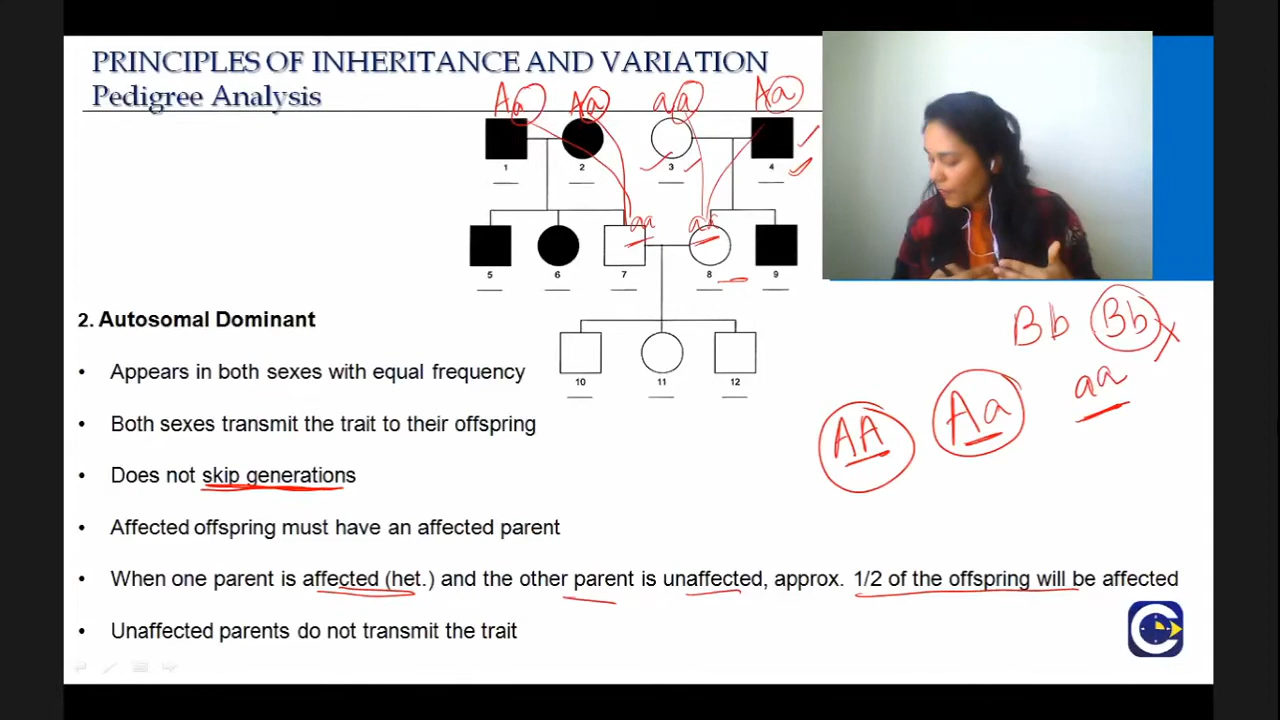 PRINCIPLES OF INHERITANCE AND VARIATION
Pedigree Analysis
Aa Aa aa Aa
1 2 3 4
aa aa
5 6 7 8 9
10 11 12
2. Autosomal Dominant
• Appears in both sexes with equal frequency
• Both sexes transmit the trait to their offspring
• Does not skip generations
• Affected offspring must have an affected parent
• When one parent is affected (het.) and the other parent is unaffected, approx. 1/2 of the offspring will be affected
• Unaffected parents do not transmit the trait
Bb Bb
AA Aa aa